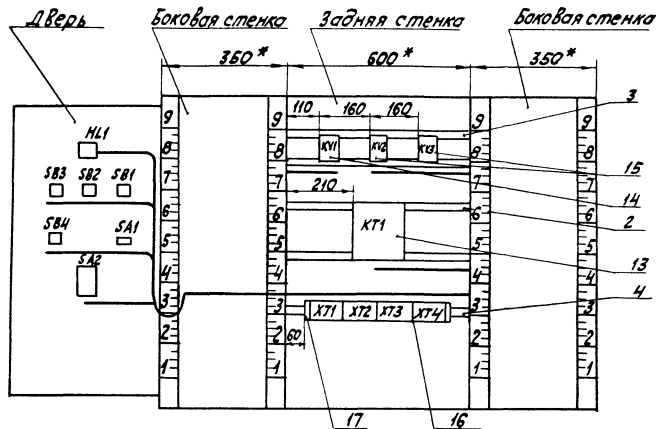 Дверь
Боковая стенка
Задняя стенка
Боковая стенка
350*
600*
350*
110
160
160
3
HL1
9
8
7
6
5
4
3
2
1
9
8
7
6
5
4
3
2
1
KV1
KV2
KV3
15
14
9
8
7
6
5
4
3
2
1
9
8
7
6
5
4
3
2
1
SB3
SB2
SB1
210
2
SB4
SA1
KT1
13
SA2
4
XT1
XT2
XT3
XT4
60
17
16